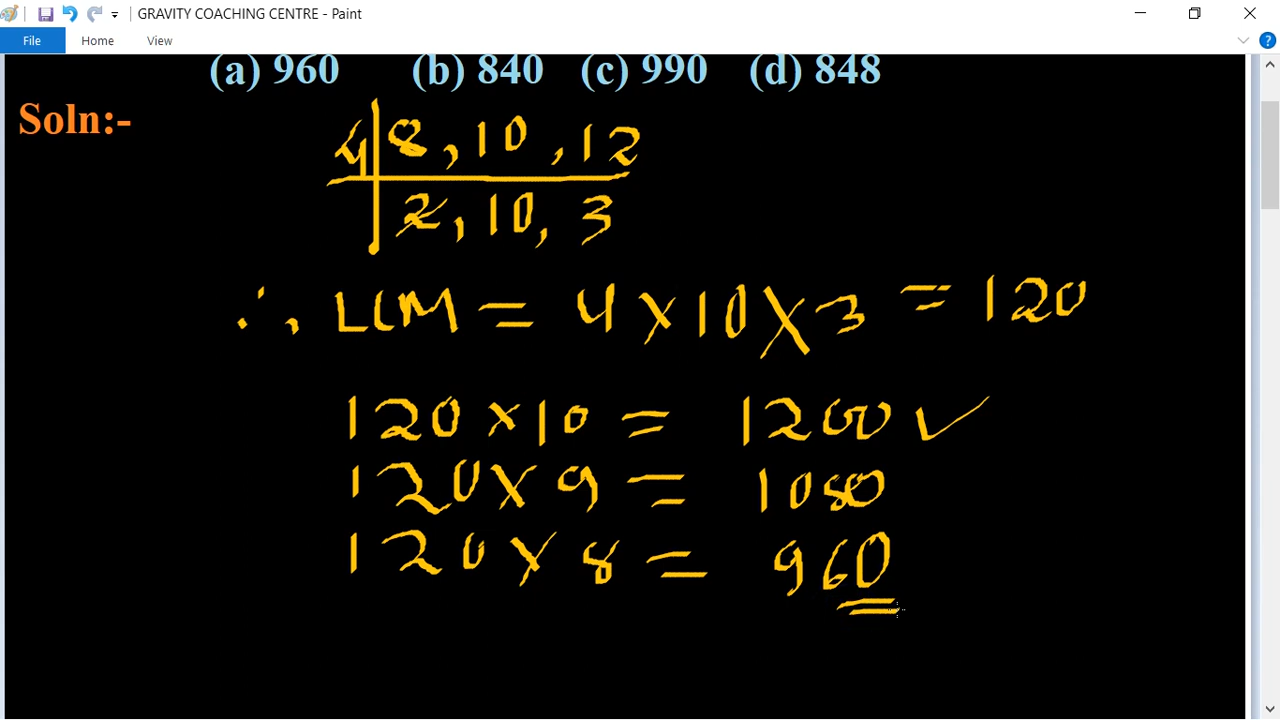 GRAVITY COACHING CENTRE - Paint
File Home View
(a) 960 (b) 840 (c) 990 (d) 848
Soln:-
4 8, 10, 12
2, 10, 3
∴, LCM = 4 × 10 × 3 = 120
120 × 10 = 1200 ✓
120 × 9 = 1080
120 × 8 = 960